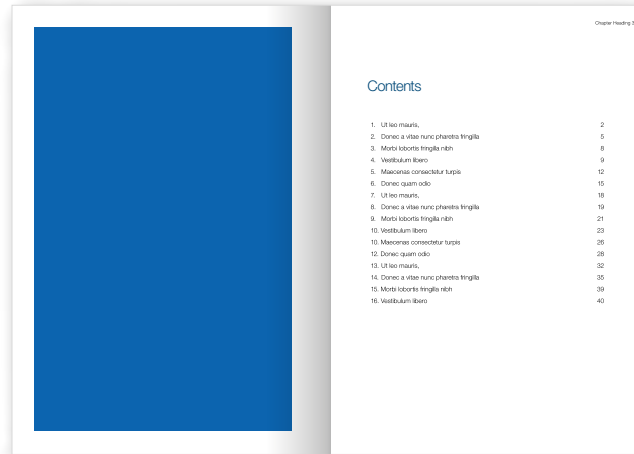 Chapter Heading 3
Contents
1. Ut leo mauris, 2
2. Donec a vitae nunc pharetra fringilla 5
3. Morbi lobortis fringilla nibh 8
4. Vestibulum libero 9
5. Maecenas consectetur turpis 12
6. Donec quam odio 15
7. Ut leo mauris, 18
8. Donec a vitae nunc pharetra fringilla 19
9. Morbi lobortis fringilla nibh 21
10. Vestibulum libero 23
10. Maecenas consectetur turpis 26
12. Donec quam odio 28
13. Ut leo mauris, 32
14. Donec a vitae nunc pharetra fringilla 35
15. Morbi lobortis fringilla nibh 39
16. Vestibulum libero 40